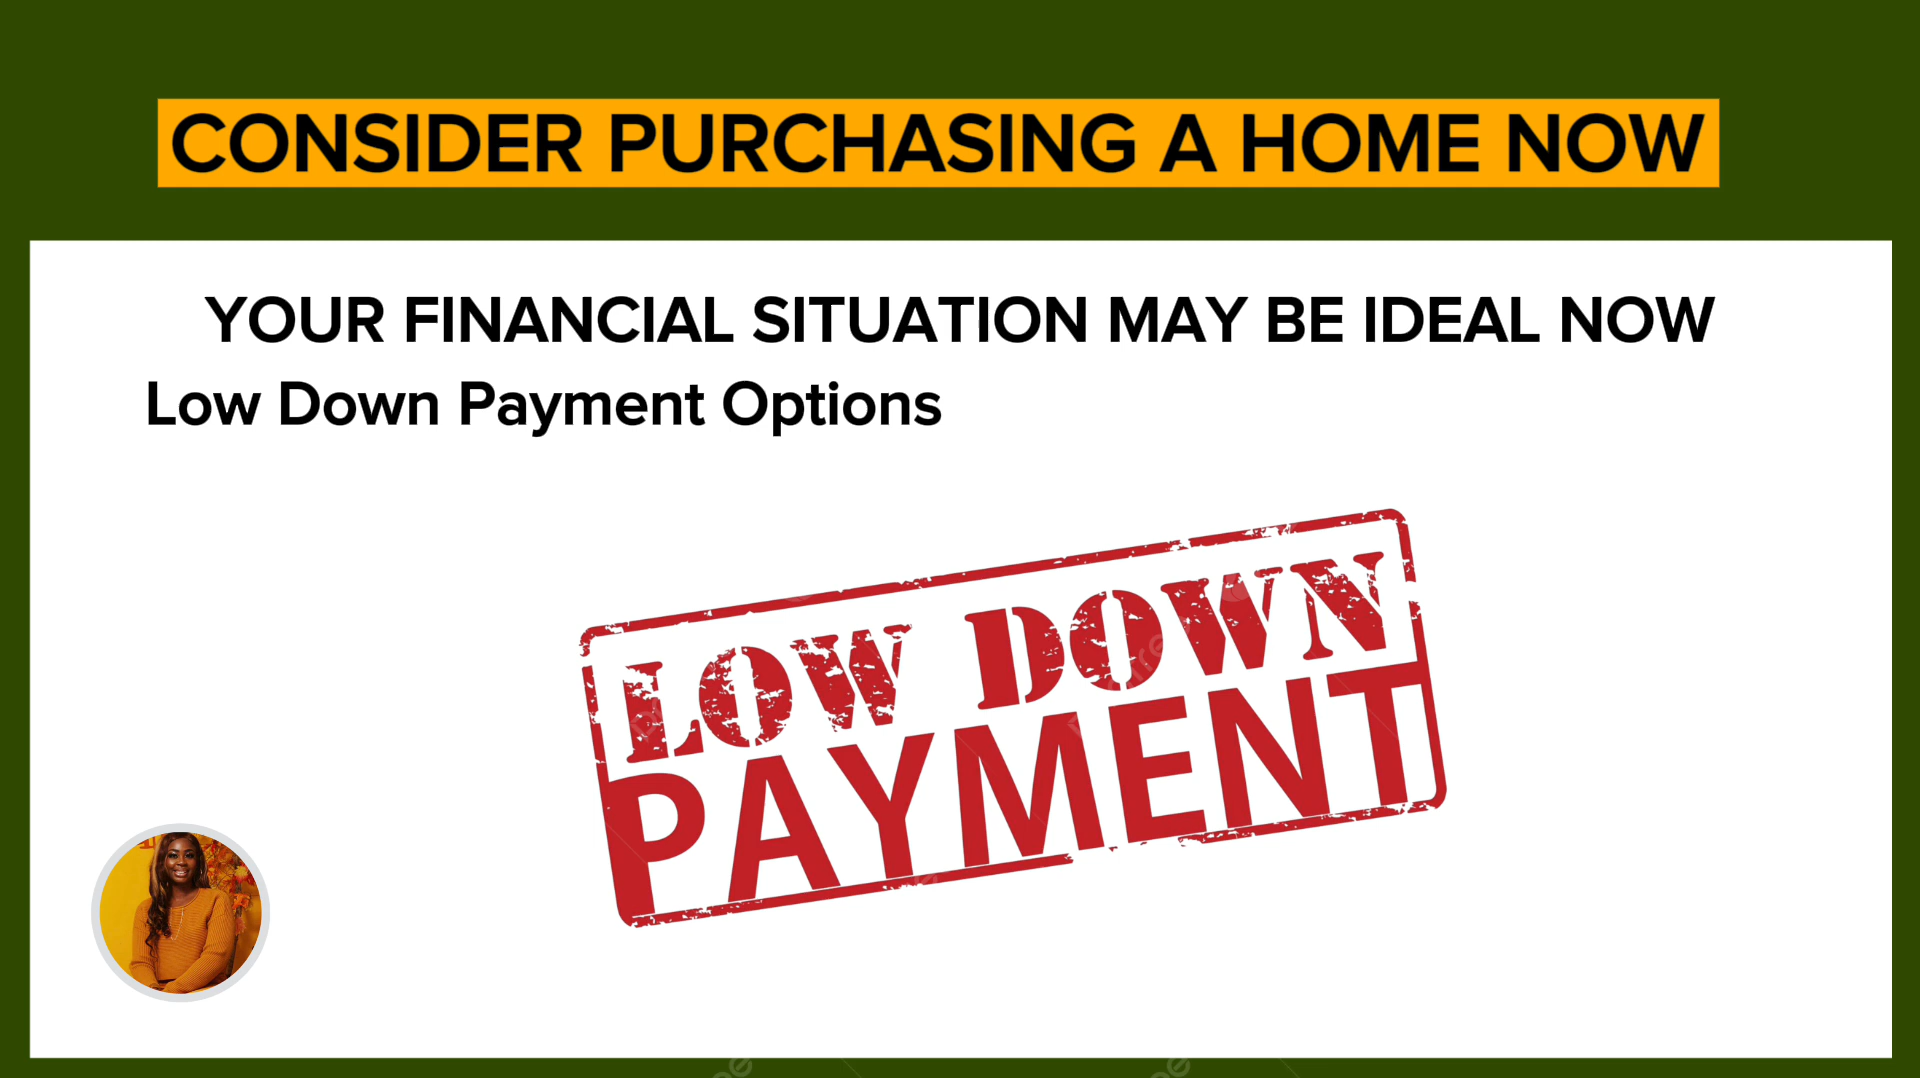 CONSIDER PURCHASING A HOME NOW
YOUR FINANCIAL SITUATION MAY BE IDEAL NOW
Low Down Payment Options
LOW DOWN
PAYMENT